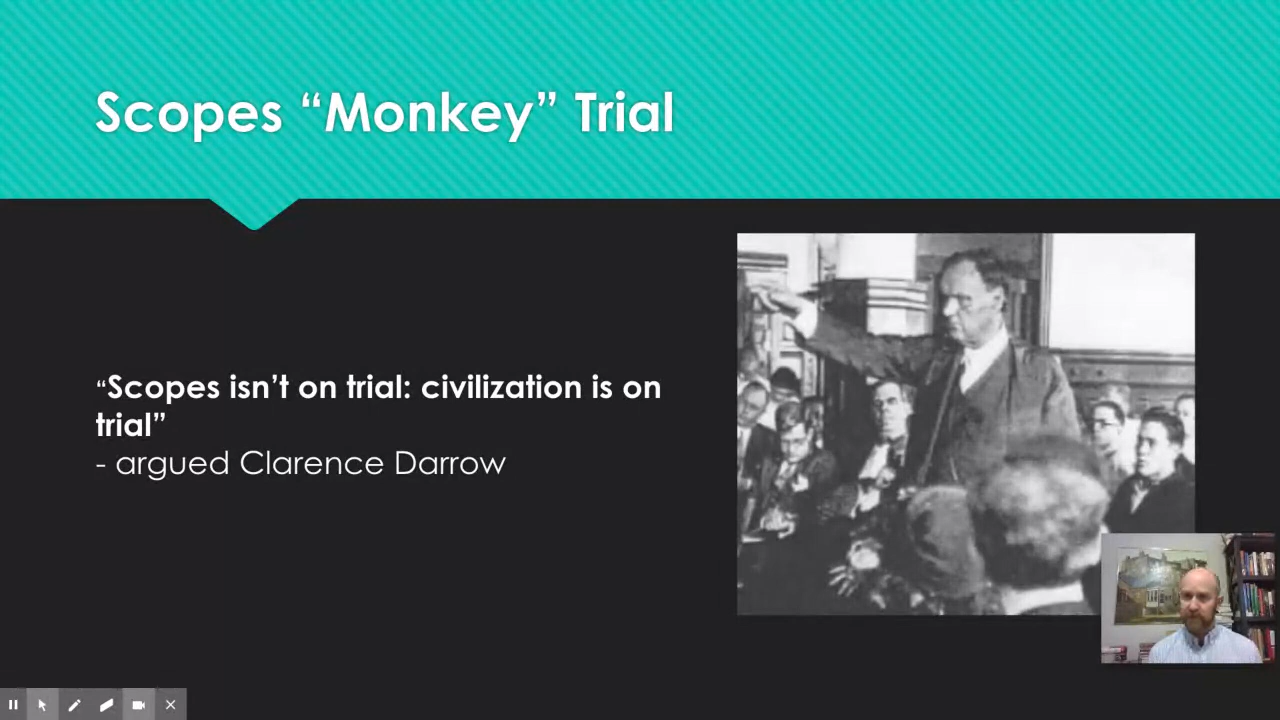 Scopes “Monkey” Trial
“Scopes isn’t on trial: civilization is on
trial”
- argued Clarence Darrow